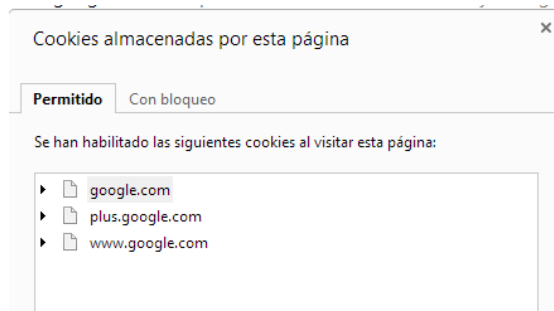 Cookies almacenadas por esta página
Permitido Con bloqueo
Se han habilitado las siguientes cookies al visitar esta página:
google.com
plus.google.com
www.google.com